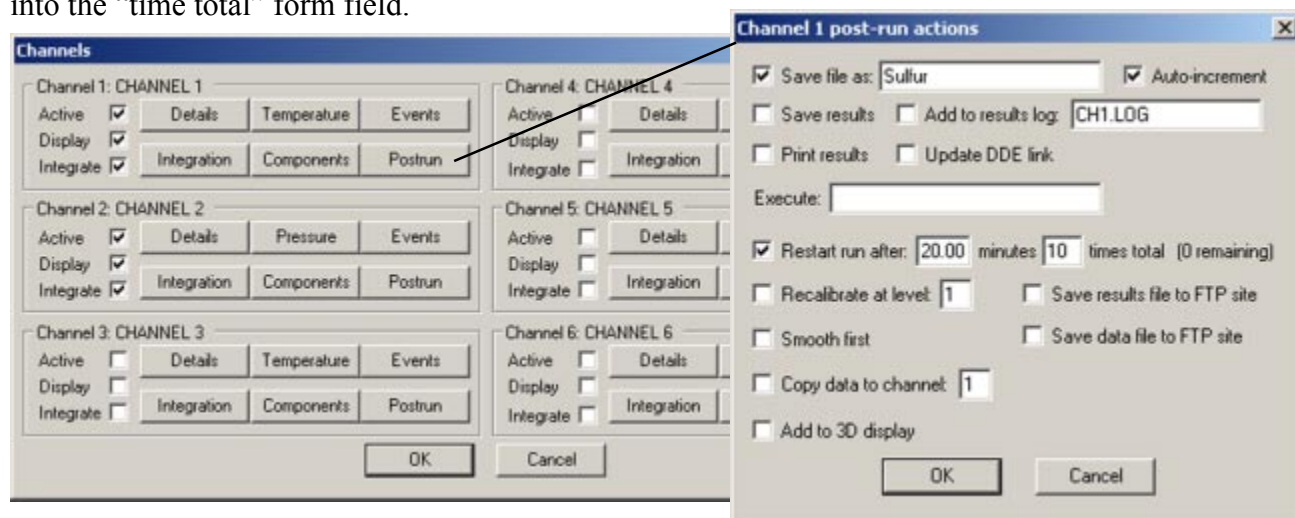 into the “time total” form field.
Channels
Channel 1: CHANNEL 1
Active Details Temperature Events
Display
Integrate Integration Components Postrun
Channel 2: CHANNEL 2
Active Details Pressure Events
Display
Integrate Integration Components Postrun
Channel 3: CHANNEL 3
Active Details Temperature Events
Display
Integrate Integration Components Postrun
Channel 4: CHANNEL 4
Active Details
Display
Integrate Integration
Channel 5: CHANNEL 5
Active Details
Display
Integrate Integration
Channel 6: CHANNEL 6
Active Details
Display
Integrate Integration
OK Cancel
Channel 1 post-run actions
Save file as: Sulfur Auto-increment
Save results Add to results log: CH1.LOG
Print results Update DDE link
Execute:
Restart run after: 20.00 minutes 10 times total (0 remaining)
Recalibrate at level: 1 Save results file to FTP site
Smooth first Save data file to FTP site
Copy data to channel: 1
Add to 3D display
OK Cancel